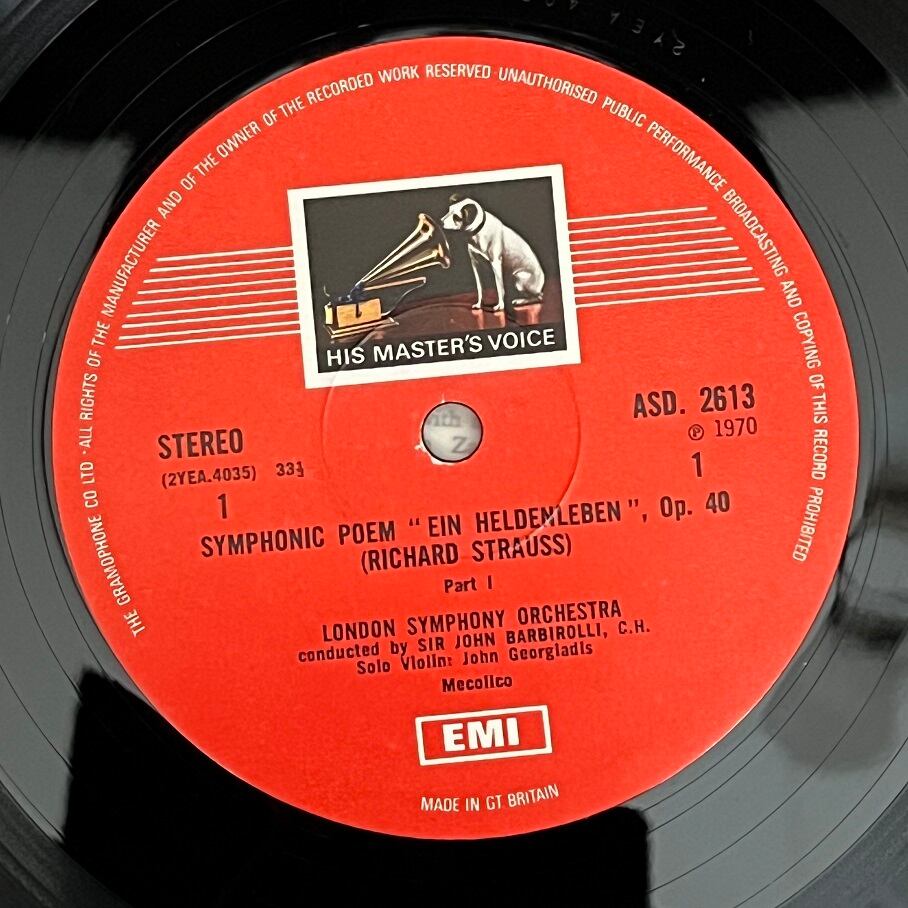 THE GRAMOPHONE CO LTD · ALL RIGHTS OF THE MANUFACTURER AND OF THE OWNER OF THE RECORDED WORK RESERVED · UNAUTHORISED PUBLIC PERFORMANCE BROADCASTING AND COPYING OF THIS RECORD PROHIBITED
HIS MASTER'S VOICE
STEREO
(2YEA.4035) 33⅓
1
ASD. 2613
℗ 1970
1
SYMPHONIC POEM "EIN HELDENLEBEN", Op. 40
(RICHARD STRAUSS)
Part I
LONDON SYMPHONY ORCHESTRA
conducted by SIR JOHN BARBIROLLI, C.H.
Solo Violin: John Georgiadis
Mecolico
EMI
MADE IN GT BRITAIN